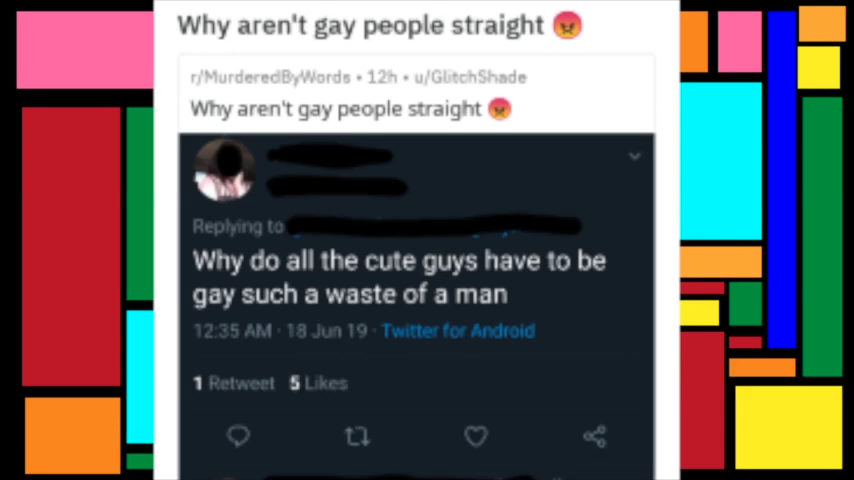 Why aren't gay people straight 😡
r/MurderedByWords • 12h • u/GlitchShade
Why aren't gay people straight 😡
Replying to
Why do all the cute guys have to be
gay such a waste of a man
12:35 AM · 18 Jun 19 · Twitter for Android
1 Retweet 5 Likes